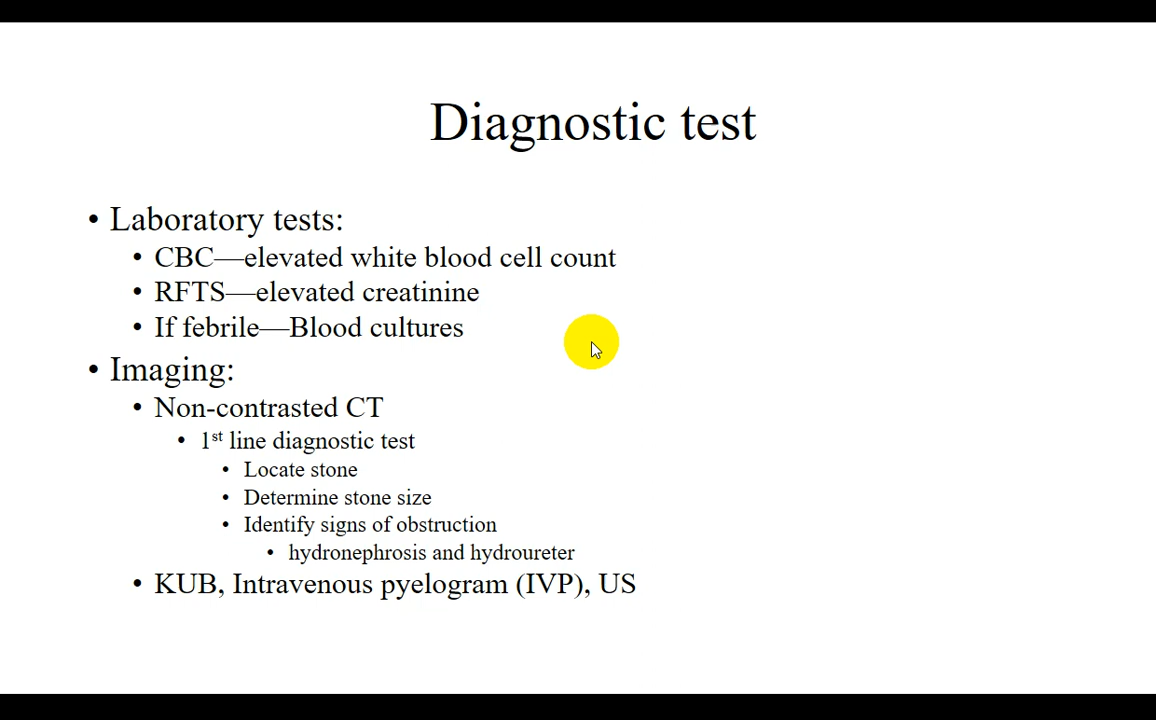 Diagnostic test
• Laboratory tests:
• CBC—elevated white blood cell count
• RFTS—elevated creatinine
• If febrile—Blood cultures
• Imaging:
• Non-contrasted CT
• 1st line diagnostic test
• Locate stone
• Determine stone size
• Identify signs of obstruction
• hydronephrosis and hydroureter
• KUB, Intravenous pyelogram (IVP), US